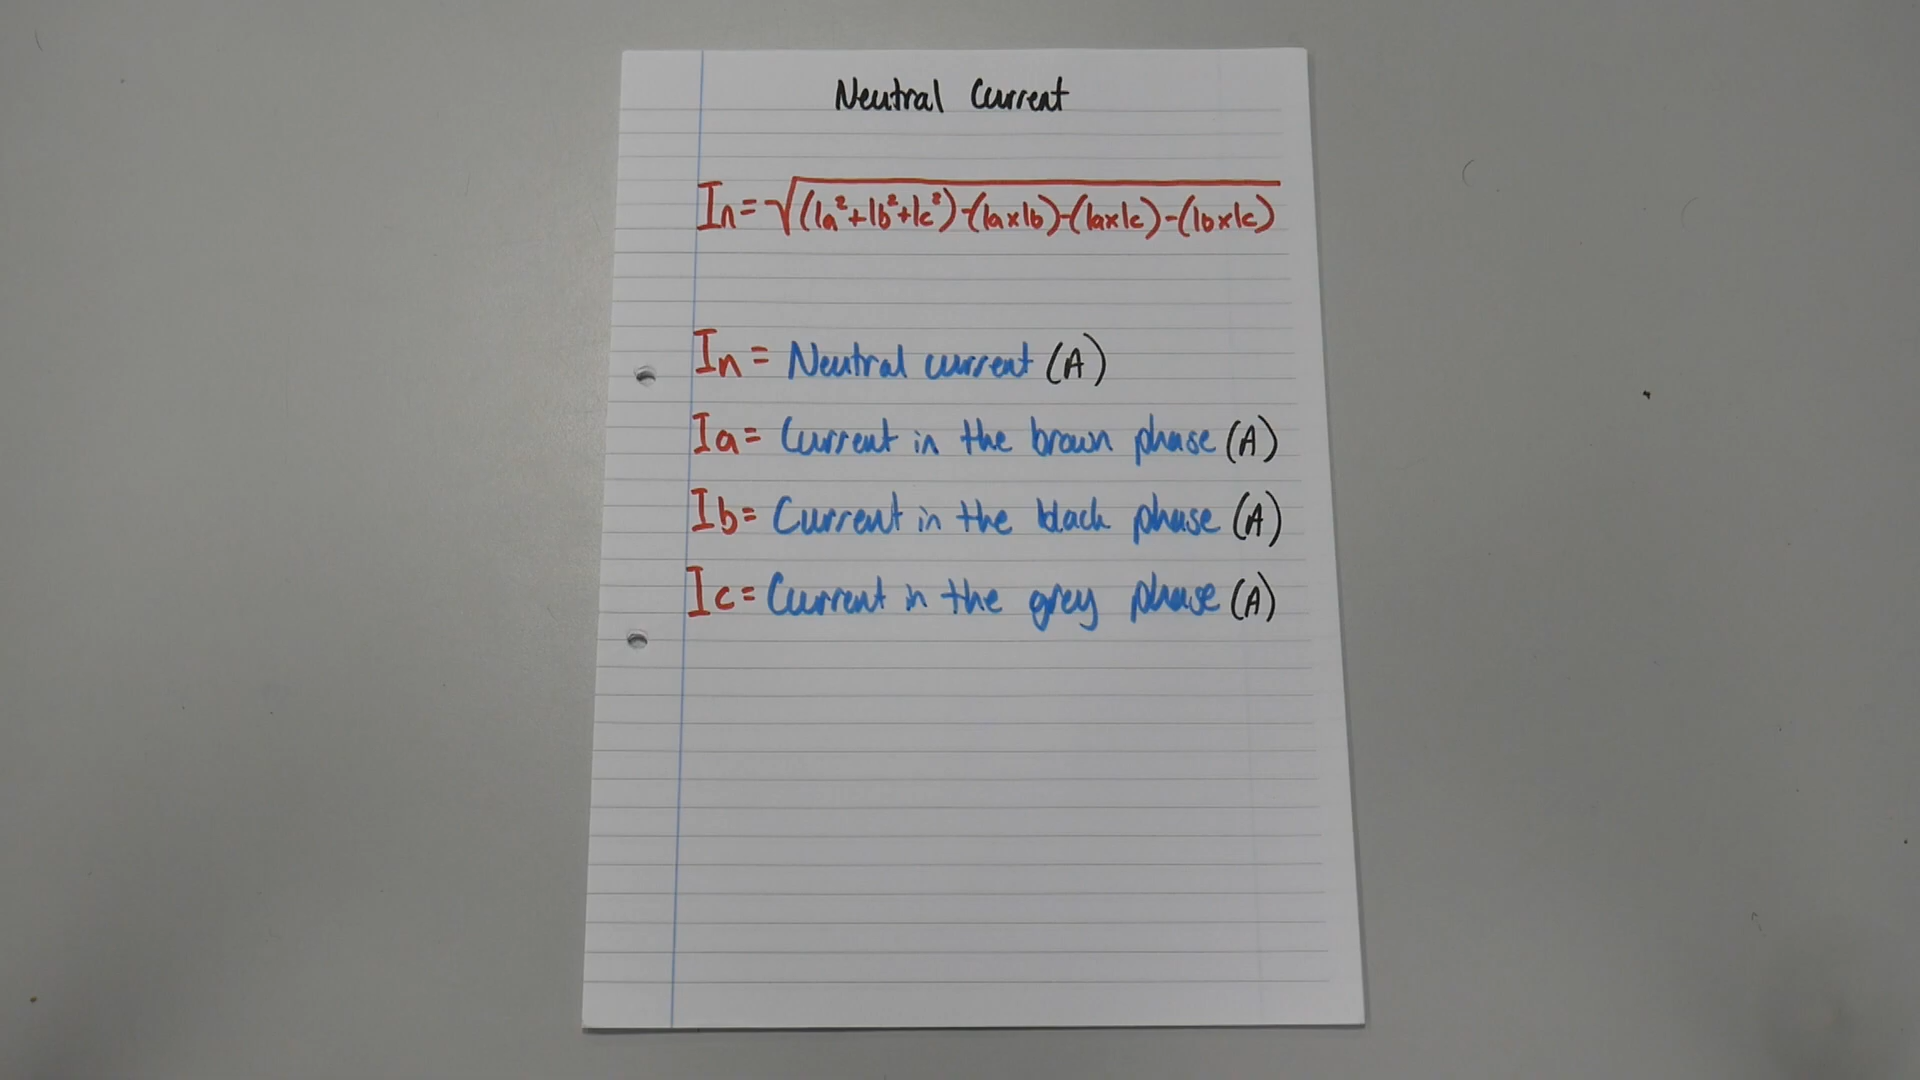 Neutral Current
In=√(Ia²+Ib²+Ic²)-(Ia×Ib)-(Ia×Ic)-(Ib×Ic)
In = Neutral current (A)
Ia = Current in the brown phase (A)
Ib = Current in the black phase (A)
Ic = Current in the grey phase (A)